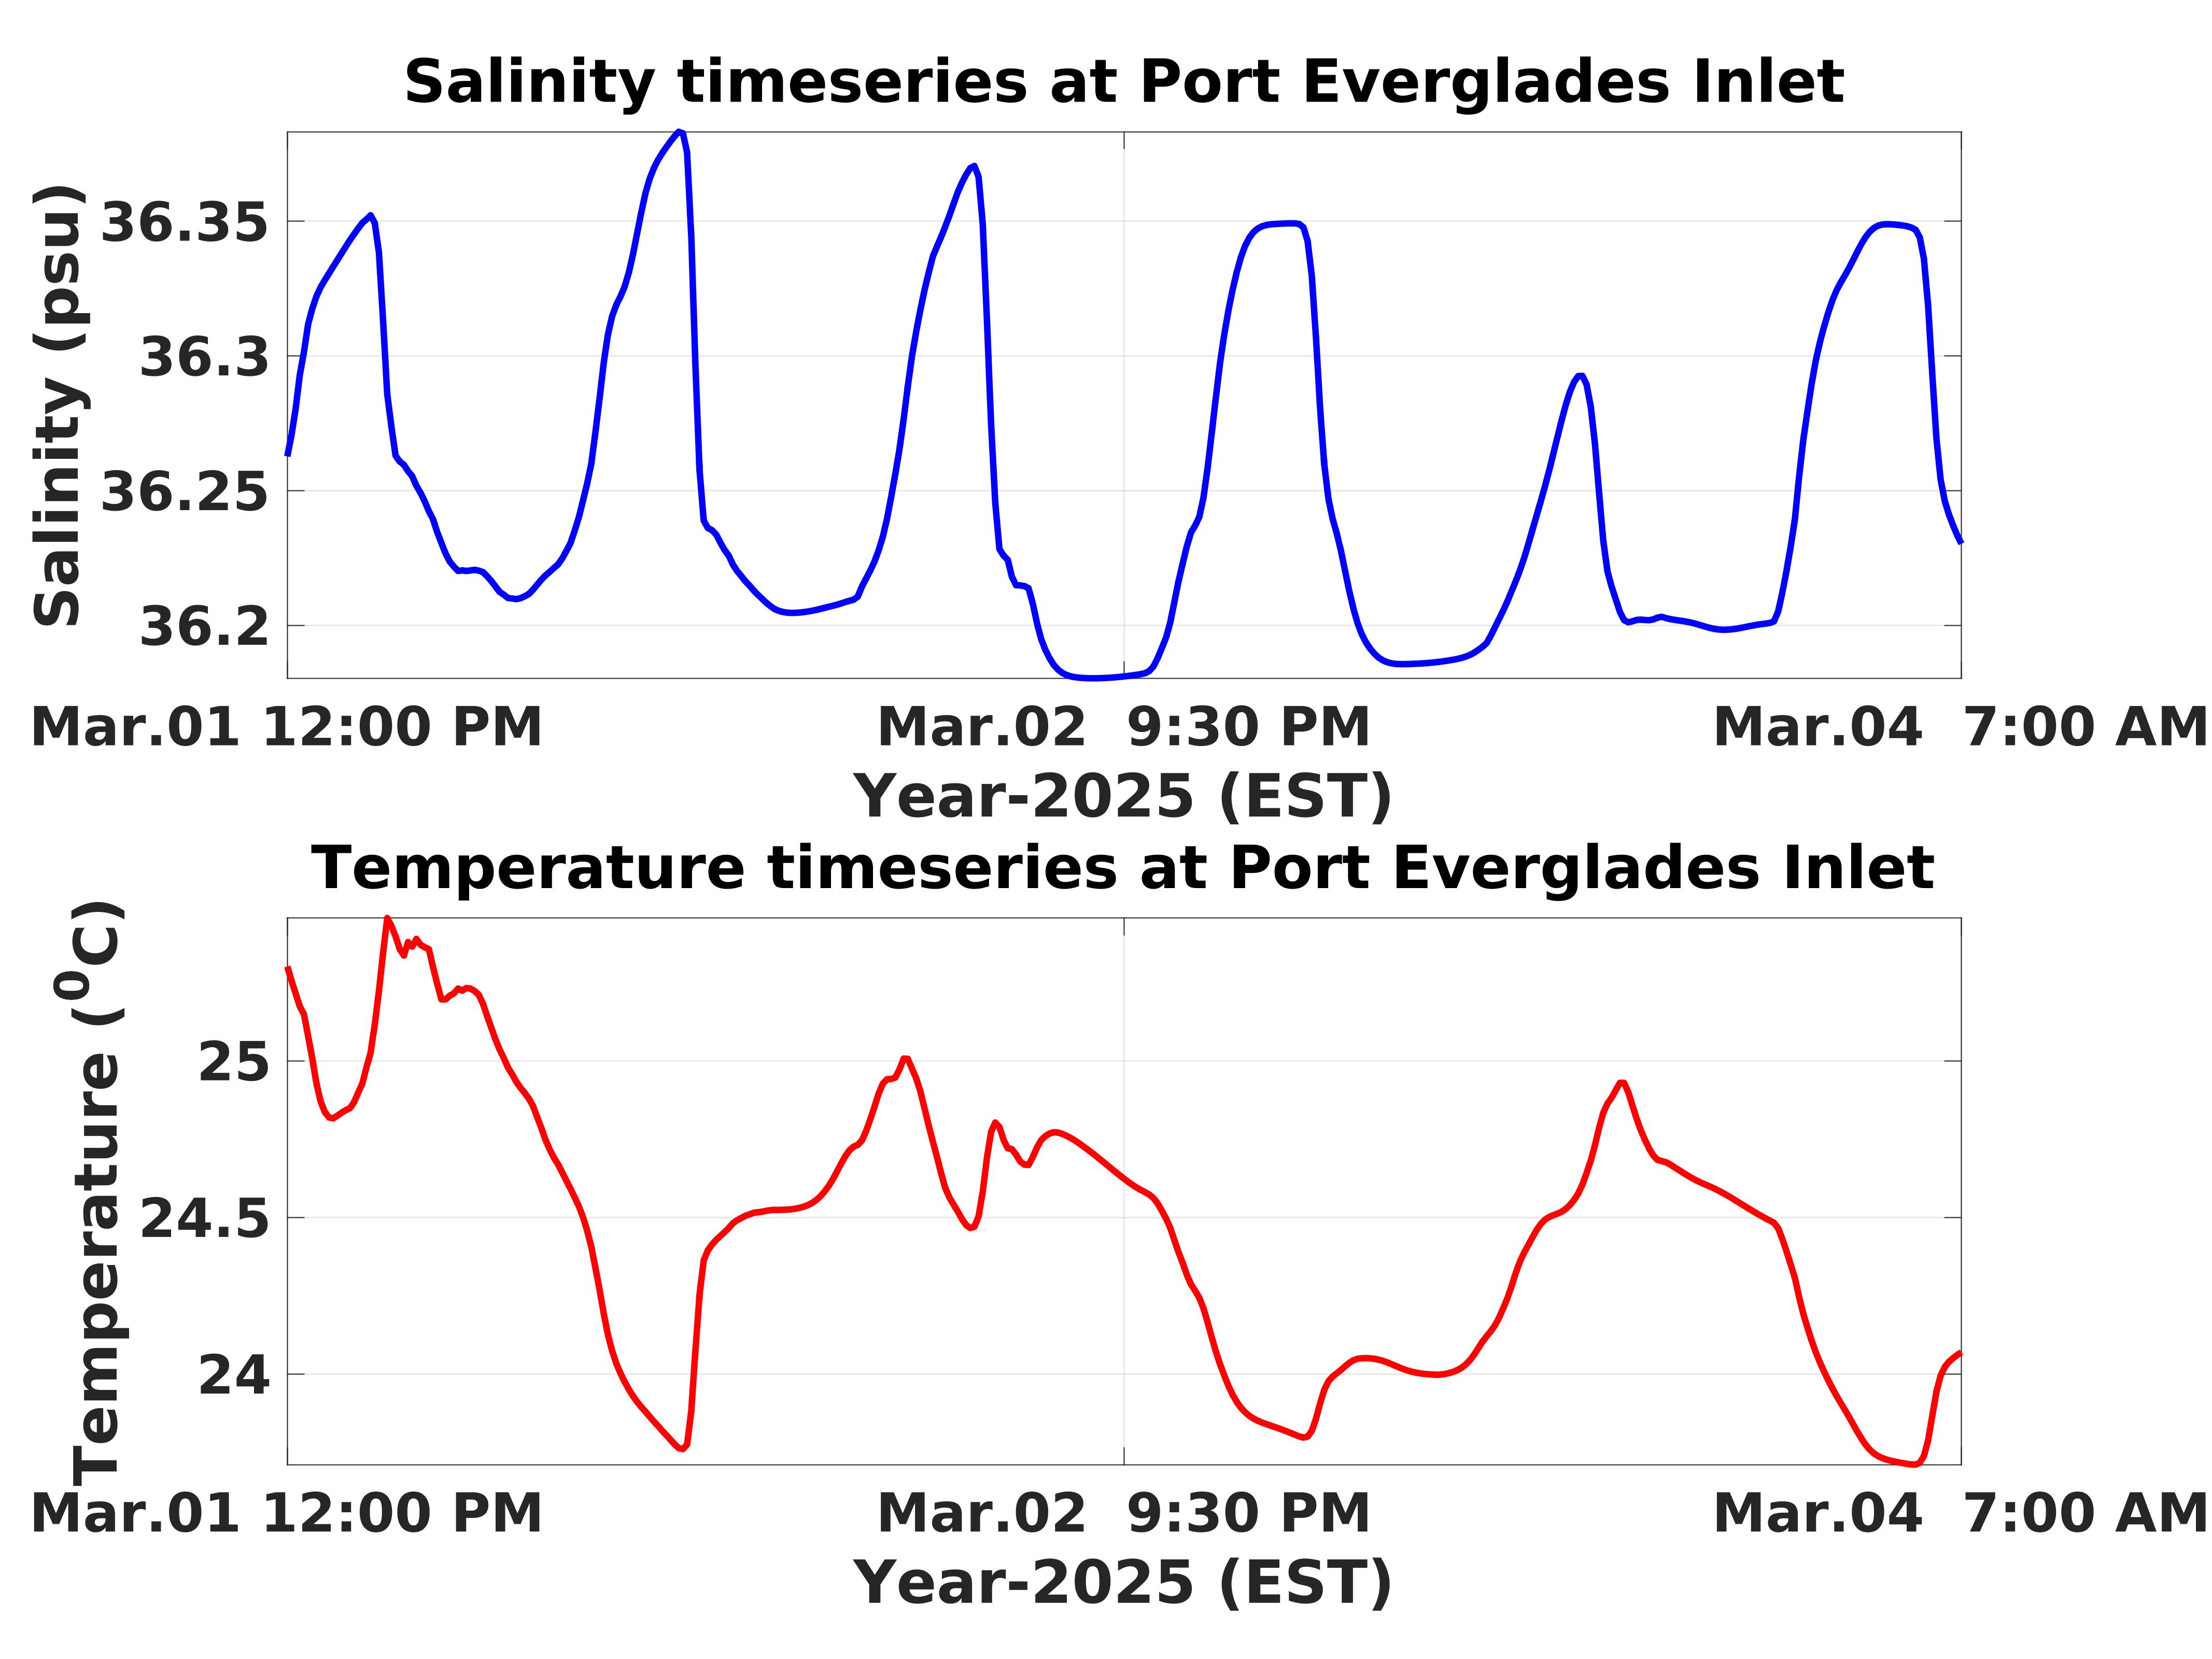 Salinity timeseries at Port Everglades Inlet
Salinity (psu)
36.35
36.3
36.25
36.2
Mar.01 12:00 PM Mar.02  9:30 PM Mar.04  7:00 AM
Year-2025 (EST)
Temperature timeseries at Port Everglades Inlet
Temperature (⁰C)
25
24.5
24
Mar.01 12:00 PM Mar.02  9:30 PM Mar.04  7:00 AM
Year-2025 (EST)